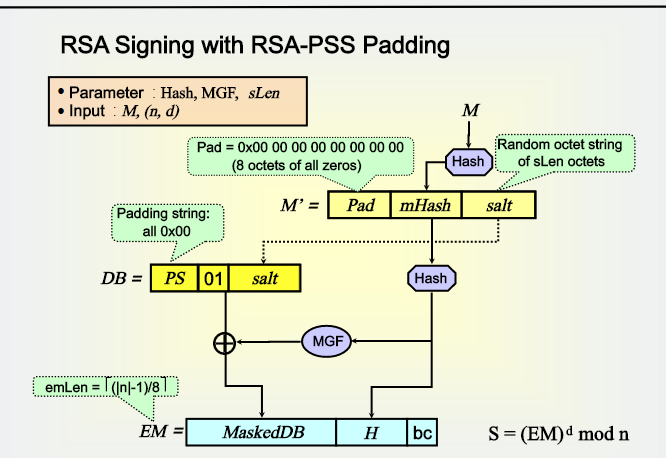 RSA Signing with RSA-PSS Padding
• Parameter : Hash, MGF, sLen
• Input : M, (n, d)
M
Pad = 0x00 00 00 00 00 00 00 00
(8 octets of all zeros)
Hash
Random octet string
of sLen octets
M' = Pad mHash salt
Padding string:
all 0x00
DB = PS 01 salt
Hash
MGF
emLen = ⌈(|n|-1)/8⌉
EM = MaskedDB H bc
S = (EM)^d mod n